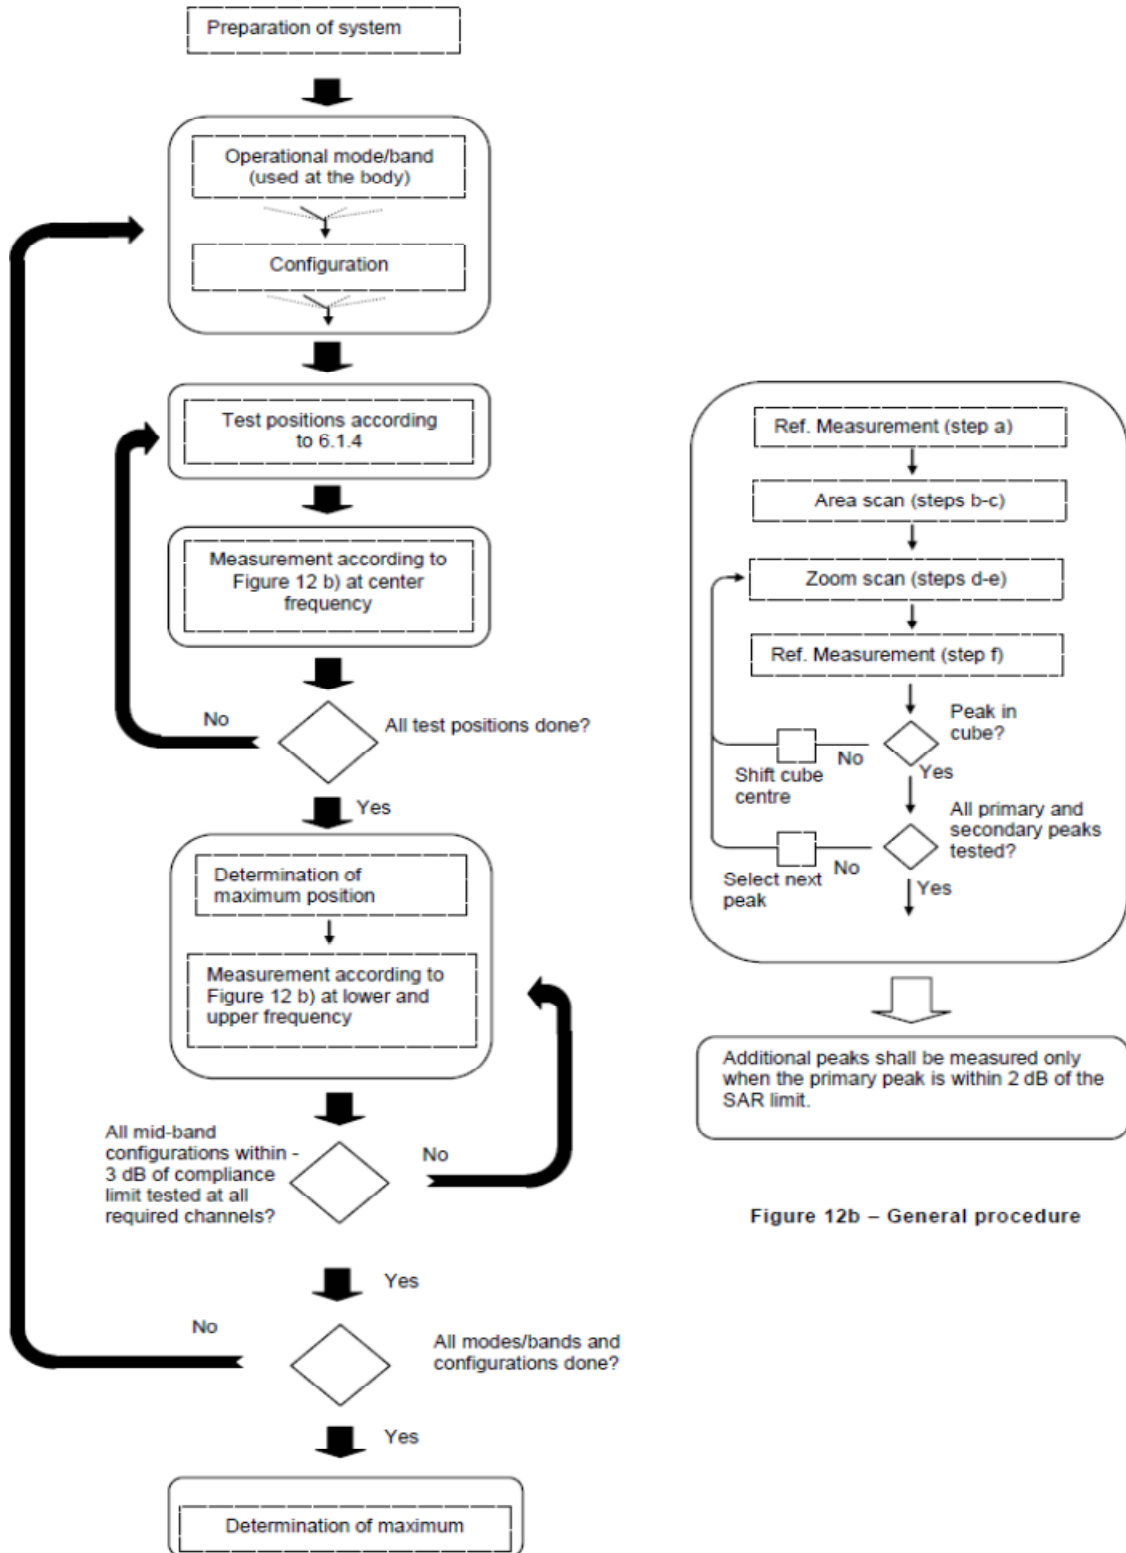 Preparation of system
Operational mode/band
(used at the body)
Configuration
Test positions according
to 6.1.4
Measurement according to
Figure 12 b) at center
frequency
No
All test positions done?
Yes
Determination of
maximum position
Measurement according to
Figure 12 b) at lower and
upper frequency
All mid-band
configurations within -
3 dB of compliance
limit tested at all
required channels?
No
Yes
No
All modes/bands and
configurations done?
Yes
Determination of maximum
Ref. Measurement (step a)
Area scan (steps b-c)
Zoom scan (steps d-e)
Ref. Measurement (step f)
Peak in
cube?
No
Shift cube
centre
Yes
All primary and
secondary peaks
tested?
No
Select next
peak
Yes
Additional peaks shall be measured only
when the primary peak is within 2 dB of the
SAR limit.
Figure 12b – General procedure